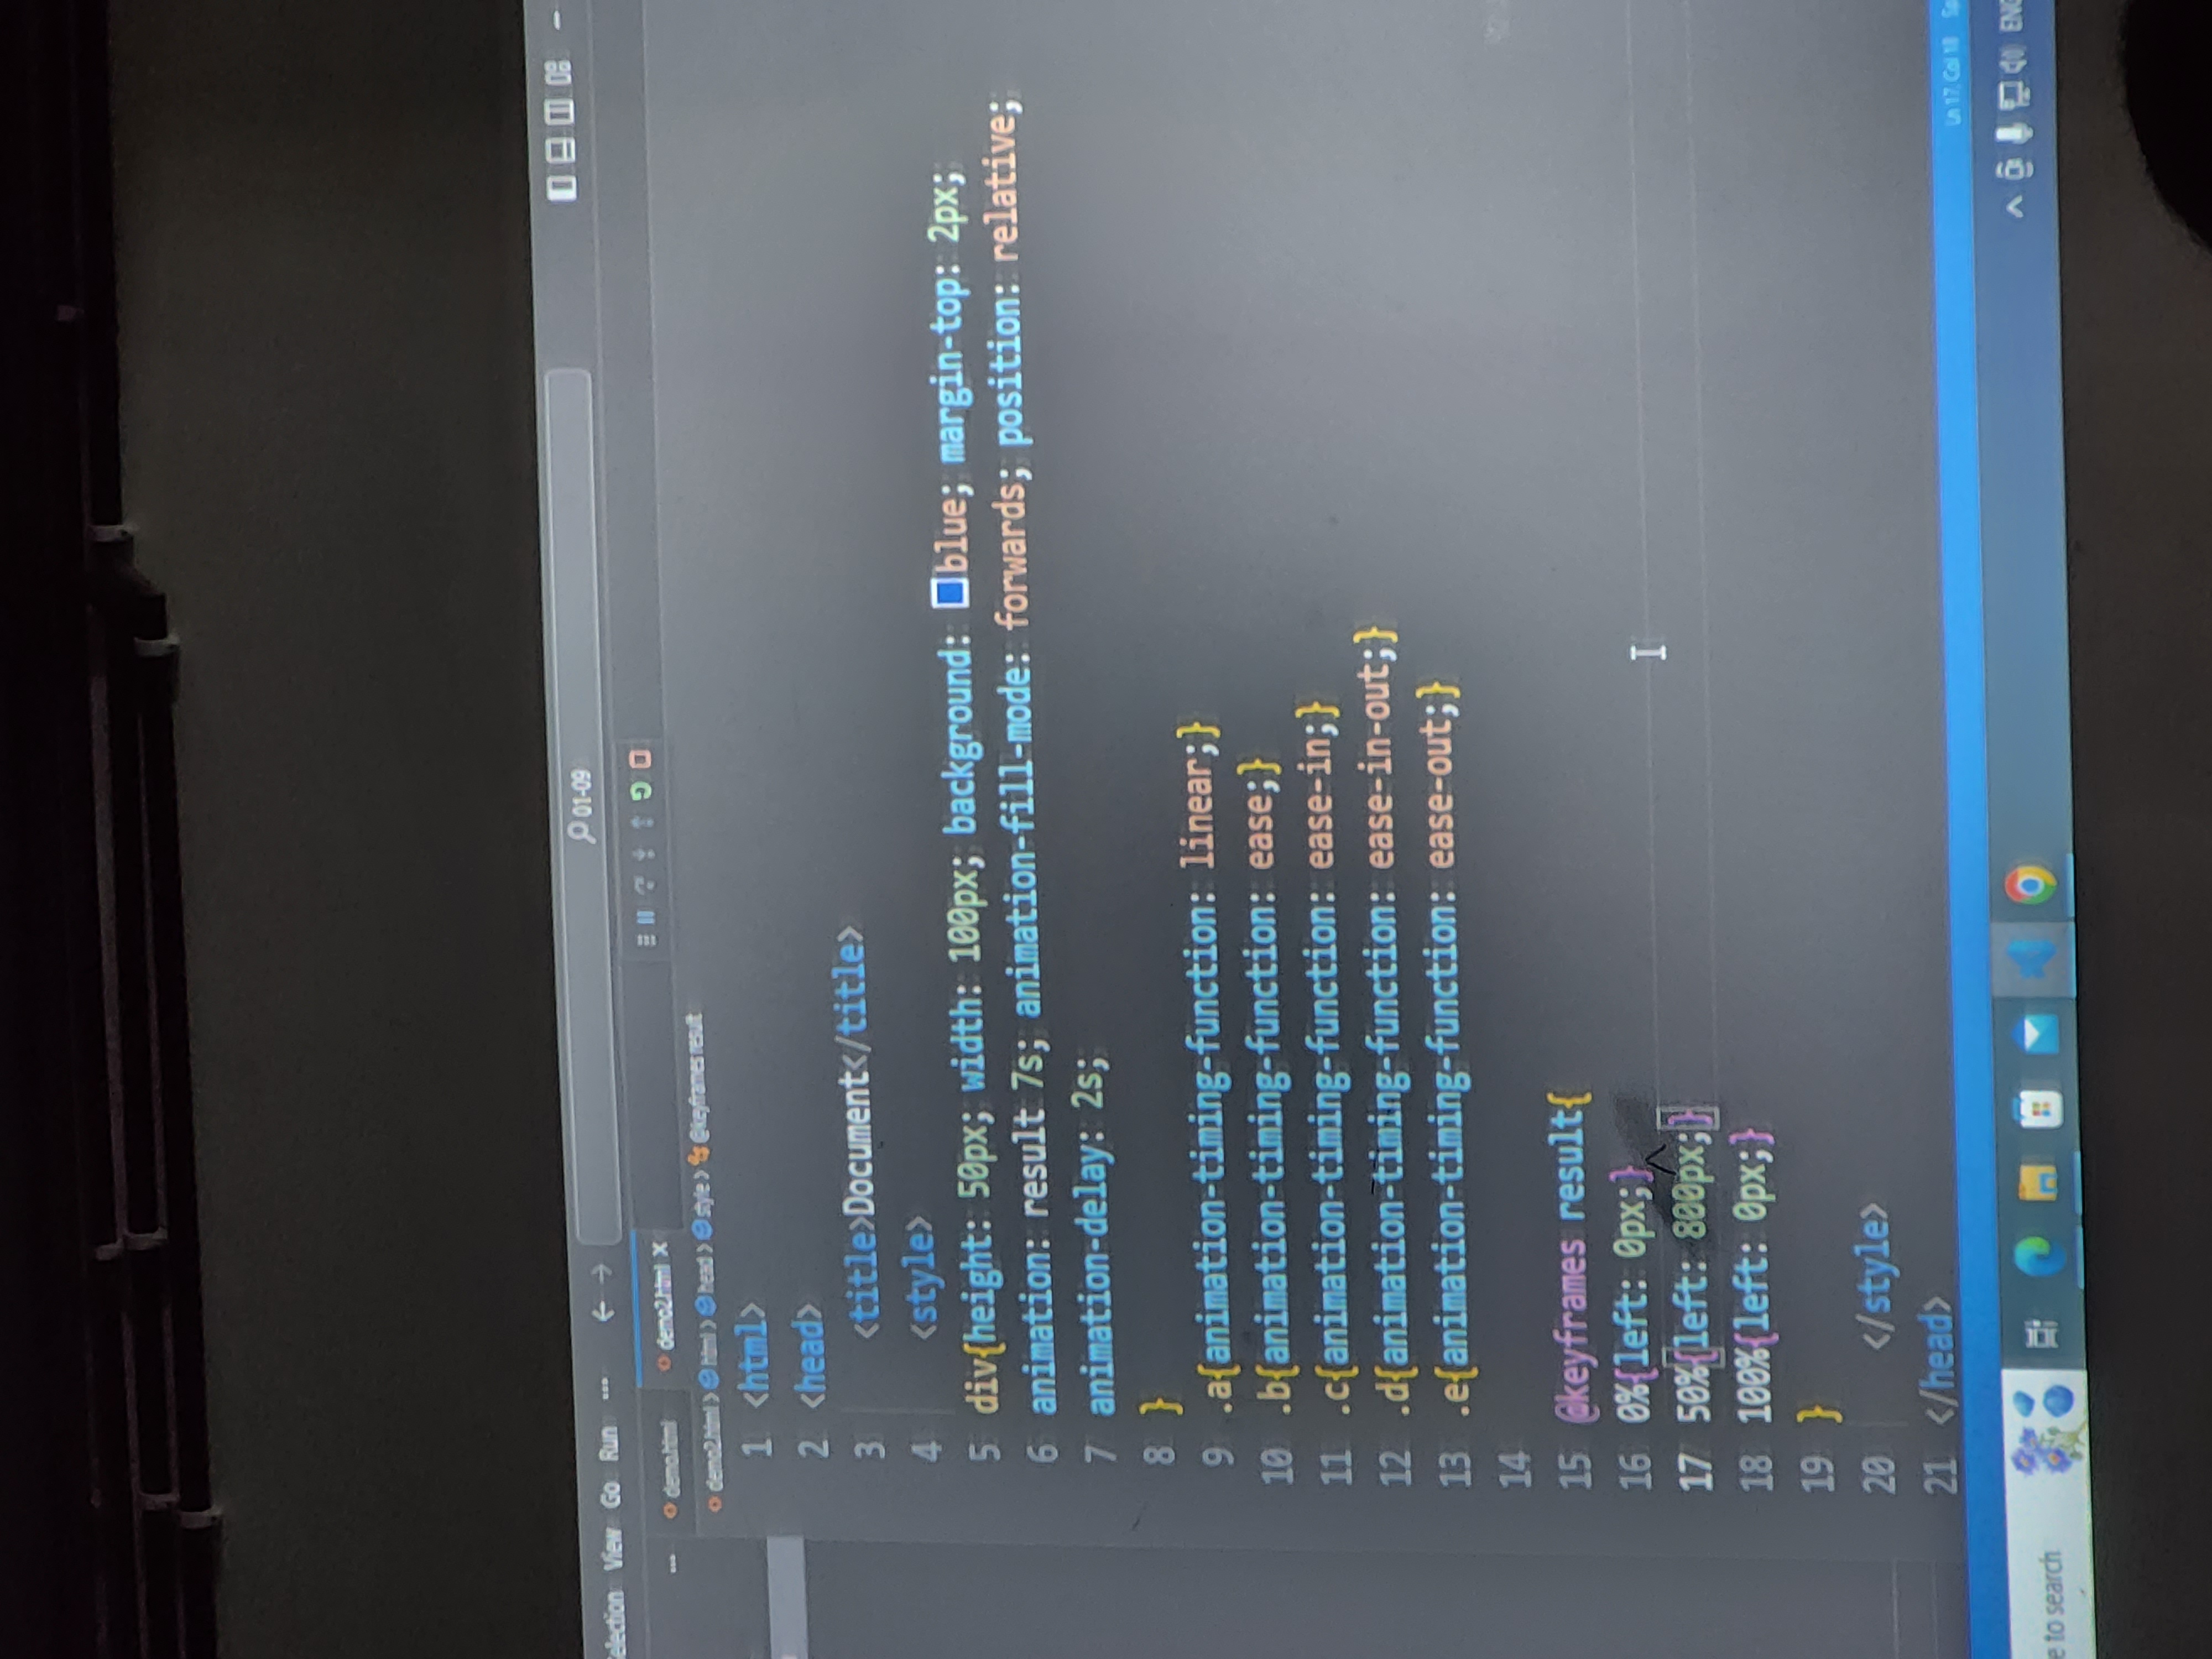 View Go Run ··· ← → 01-09
··· demo.html demo2.html ×
demo2.html > html > head > style > @keyframes result
1 <html>
2 <head>
3 <title>Document</title>
4 <style>
5 div{height: 50px; width: 100px; background: blue; margin-top: 2px;
6 animation: result 7s; animation-fill-mode: forwards; position: relative;
7 animation-delay: 2s;
8 }
9 .a{animation-timing-function: linear;}
10 .b{animation-timing-function: ease;}
11 .c{animation-timing-function: ease-in;}
12 .d{animation-timing-function: ease-in-out;}
13 .e{animation-timing-function: ease-out;}
14
15 @keyframes result{
16 0%{left: 0px;}
17 50%{left: 800px;}
18 100%{left: 0px;}
19 }
20 </style>
21 </head>
Ln 17, Col 18
e to search